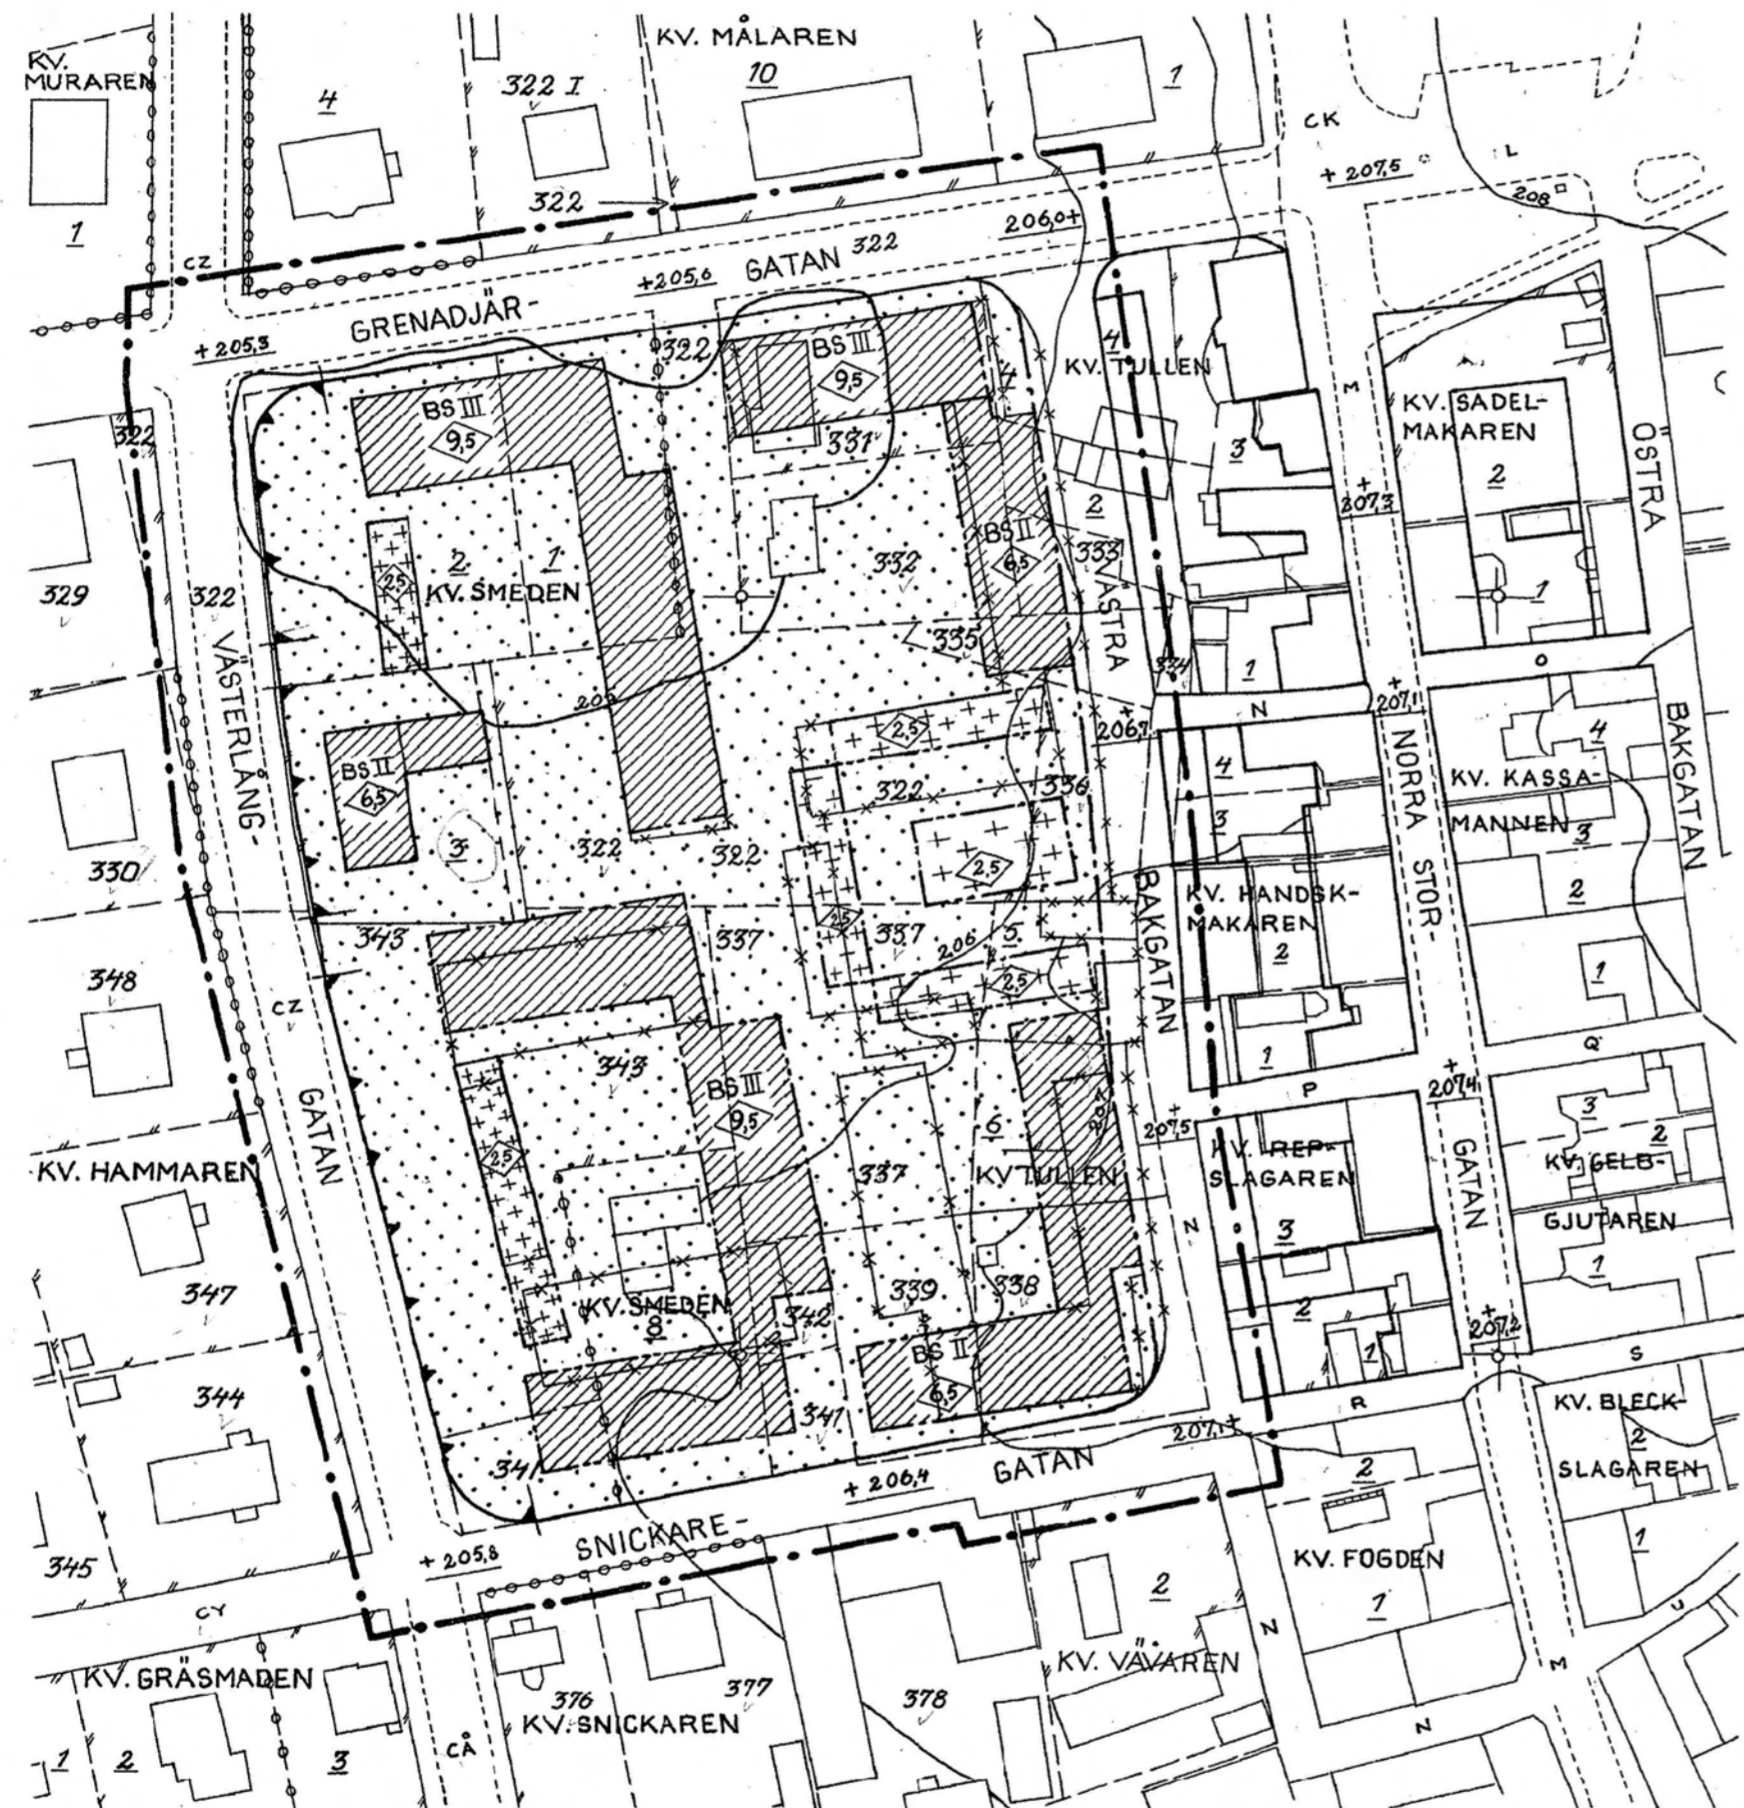 KV. MÅLAREN
KV.
MURAREN
10
1
4
322 I
CK
+ 207,5
L
208
322
1
206,0+
CZ
GATAN 322
+205,6
GRENADJÄR-
+205,3
322
BS III
9,5
4
KV. TULLEN
M
KV. SADEL-
MAKAREN
BS III
9,5
322
331
4
3
2
ÖSTRA
+
207,3
2
BS II
6,5
333
332
2,5
2
1
KV. SMEDEN
329
322
1
VÄSTRA
VÄSTERLÅNG-
335
334
1
O
+
207,1
N
+
206,7
4
BAKGATAN
2,5
BS II
6,5
NORRA STOR-
4
KV. KASSA-
MANNEN
3
322
336
3
3
322
322
2,5
330
2
KV. HANDSK-
MAKAREN
2
BAKGATAN
343
337
2,5
337
206
5
2,5
1
348
CZ
Q
1
P
+
207,4
343
BS III
9,5
3
2
6
+
207,5
KV. REP-
SLAGAREN
GATAN
KV. GELB-
GJUTAREN
GATAN
KV. HAMMAREN
2,5
337
KV TULLEN
N
3
1
347
339
338
KV. SMEDEN
342
2
+
207,2
1
BS II
6,5
S
344
341
R
KV. BLECK-
2
SLAGAREN
341
207,1+
GATAN
2
+ 206,4
SNICKARE-
+ 205,8
345
KV. FOGDEN
1
2
1
CY
N
KV. GRÄSMADEN
KV. VÄVAREN
M
376
377
378
KV. SNICKAREN
N
CÅ
1
2
3